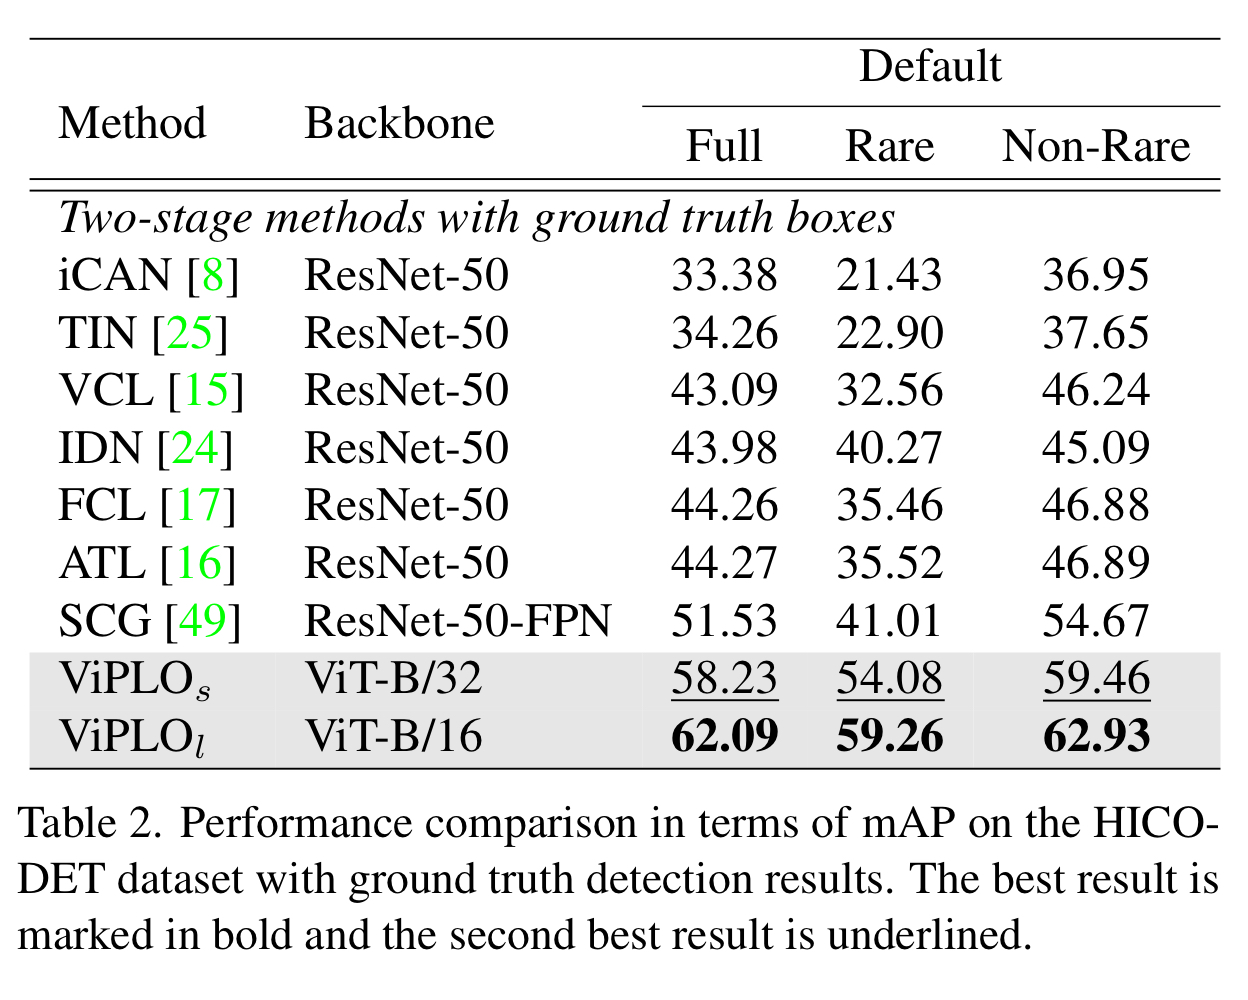 Default
Method Backbone
Full Rare Non-Rare
Two-stage methods with ground truth boxes
iCAN [8] ResNet-50 33.38 21.43 36.95
TIN [25] ResNet-50 34.26 22.90 37.65
VCL [15] ResNet-50 43.09 32.56 46.24
IDN [24] ResNet-50 43.98 40.27 45.09
FCL [17] ResNet-50 44.26 35.46 46.88
ATL [16] ResNet-50 44.27 35.52 46.89
SCG [49] ResNet-50-FPN 51.53 41.01 54.67
ViPLOs ViT-B/32 58.23 54.08 59.46
ViPLOl ViT-B/16 62.09 59.26 62.93
Table 2. Performance comparison in terms of mAP on the HICO-
DET dataset with ground truth detection results. The best result is
marked in bold and the second best result is underlined.